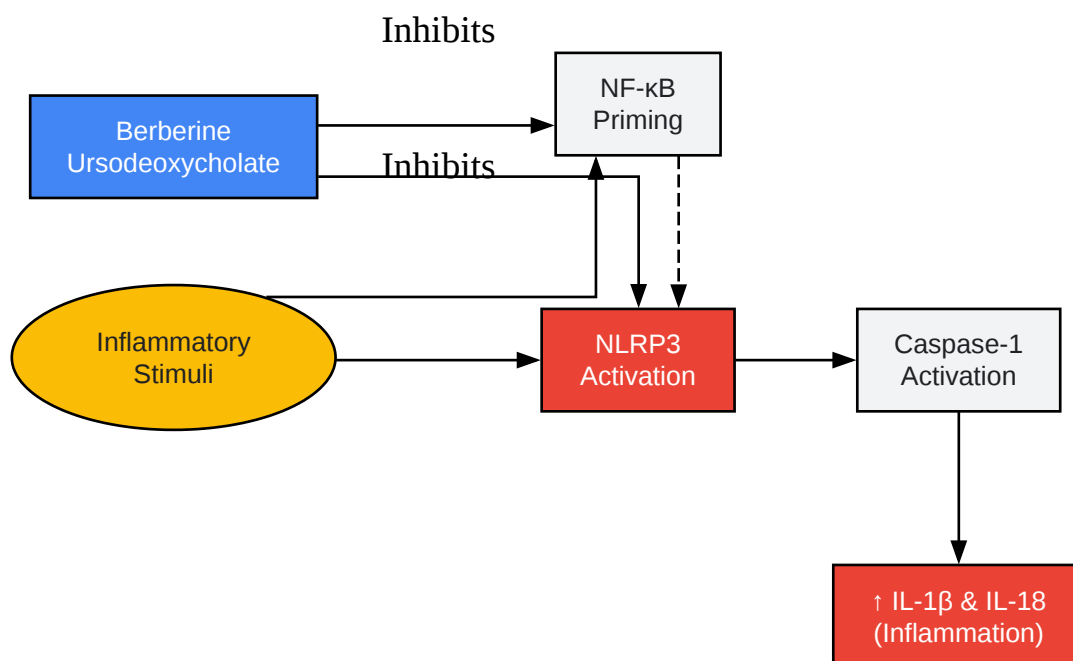 Inhibits
NF-κB
Priming
Berberine
Ursodeoxycholate
Inhibits
Inflammatory
Stimuli
NLRP3
Activation
Caspase-1
Activation
↑ IL-1β & IL-18
(Inflammation)